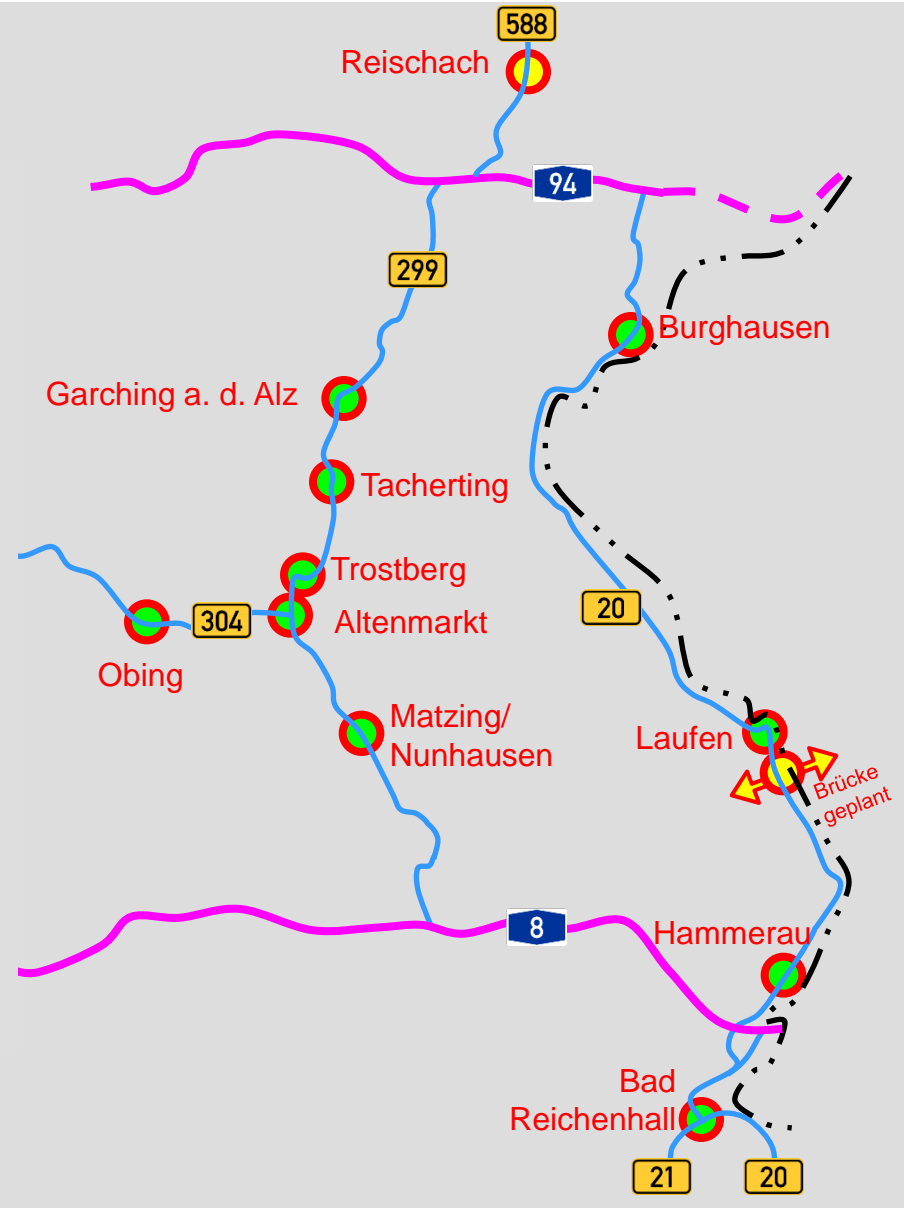 588
Reischach
94
299
Burghausen
Garching a. d. Alz
Tacherting
Trostberg
20
304
Altenmarkt
Obing
Matzing/
Nunhausen
Laufen
Brücke
geplant
8
Hammerau
Bad
Reichenhall
21
20